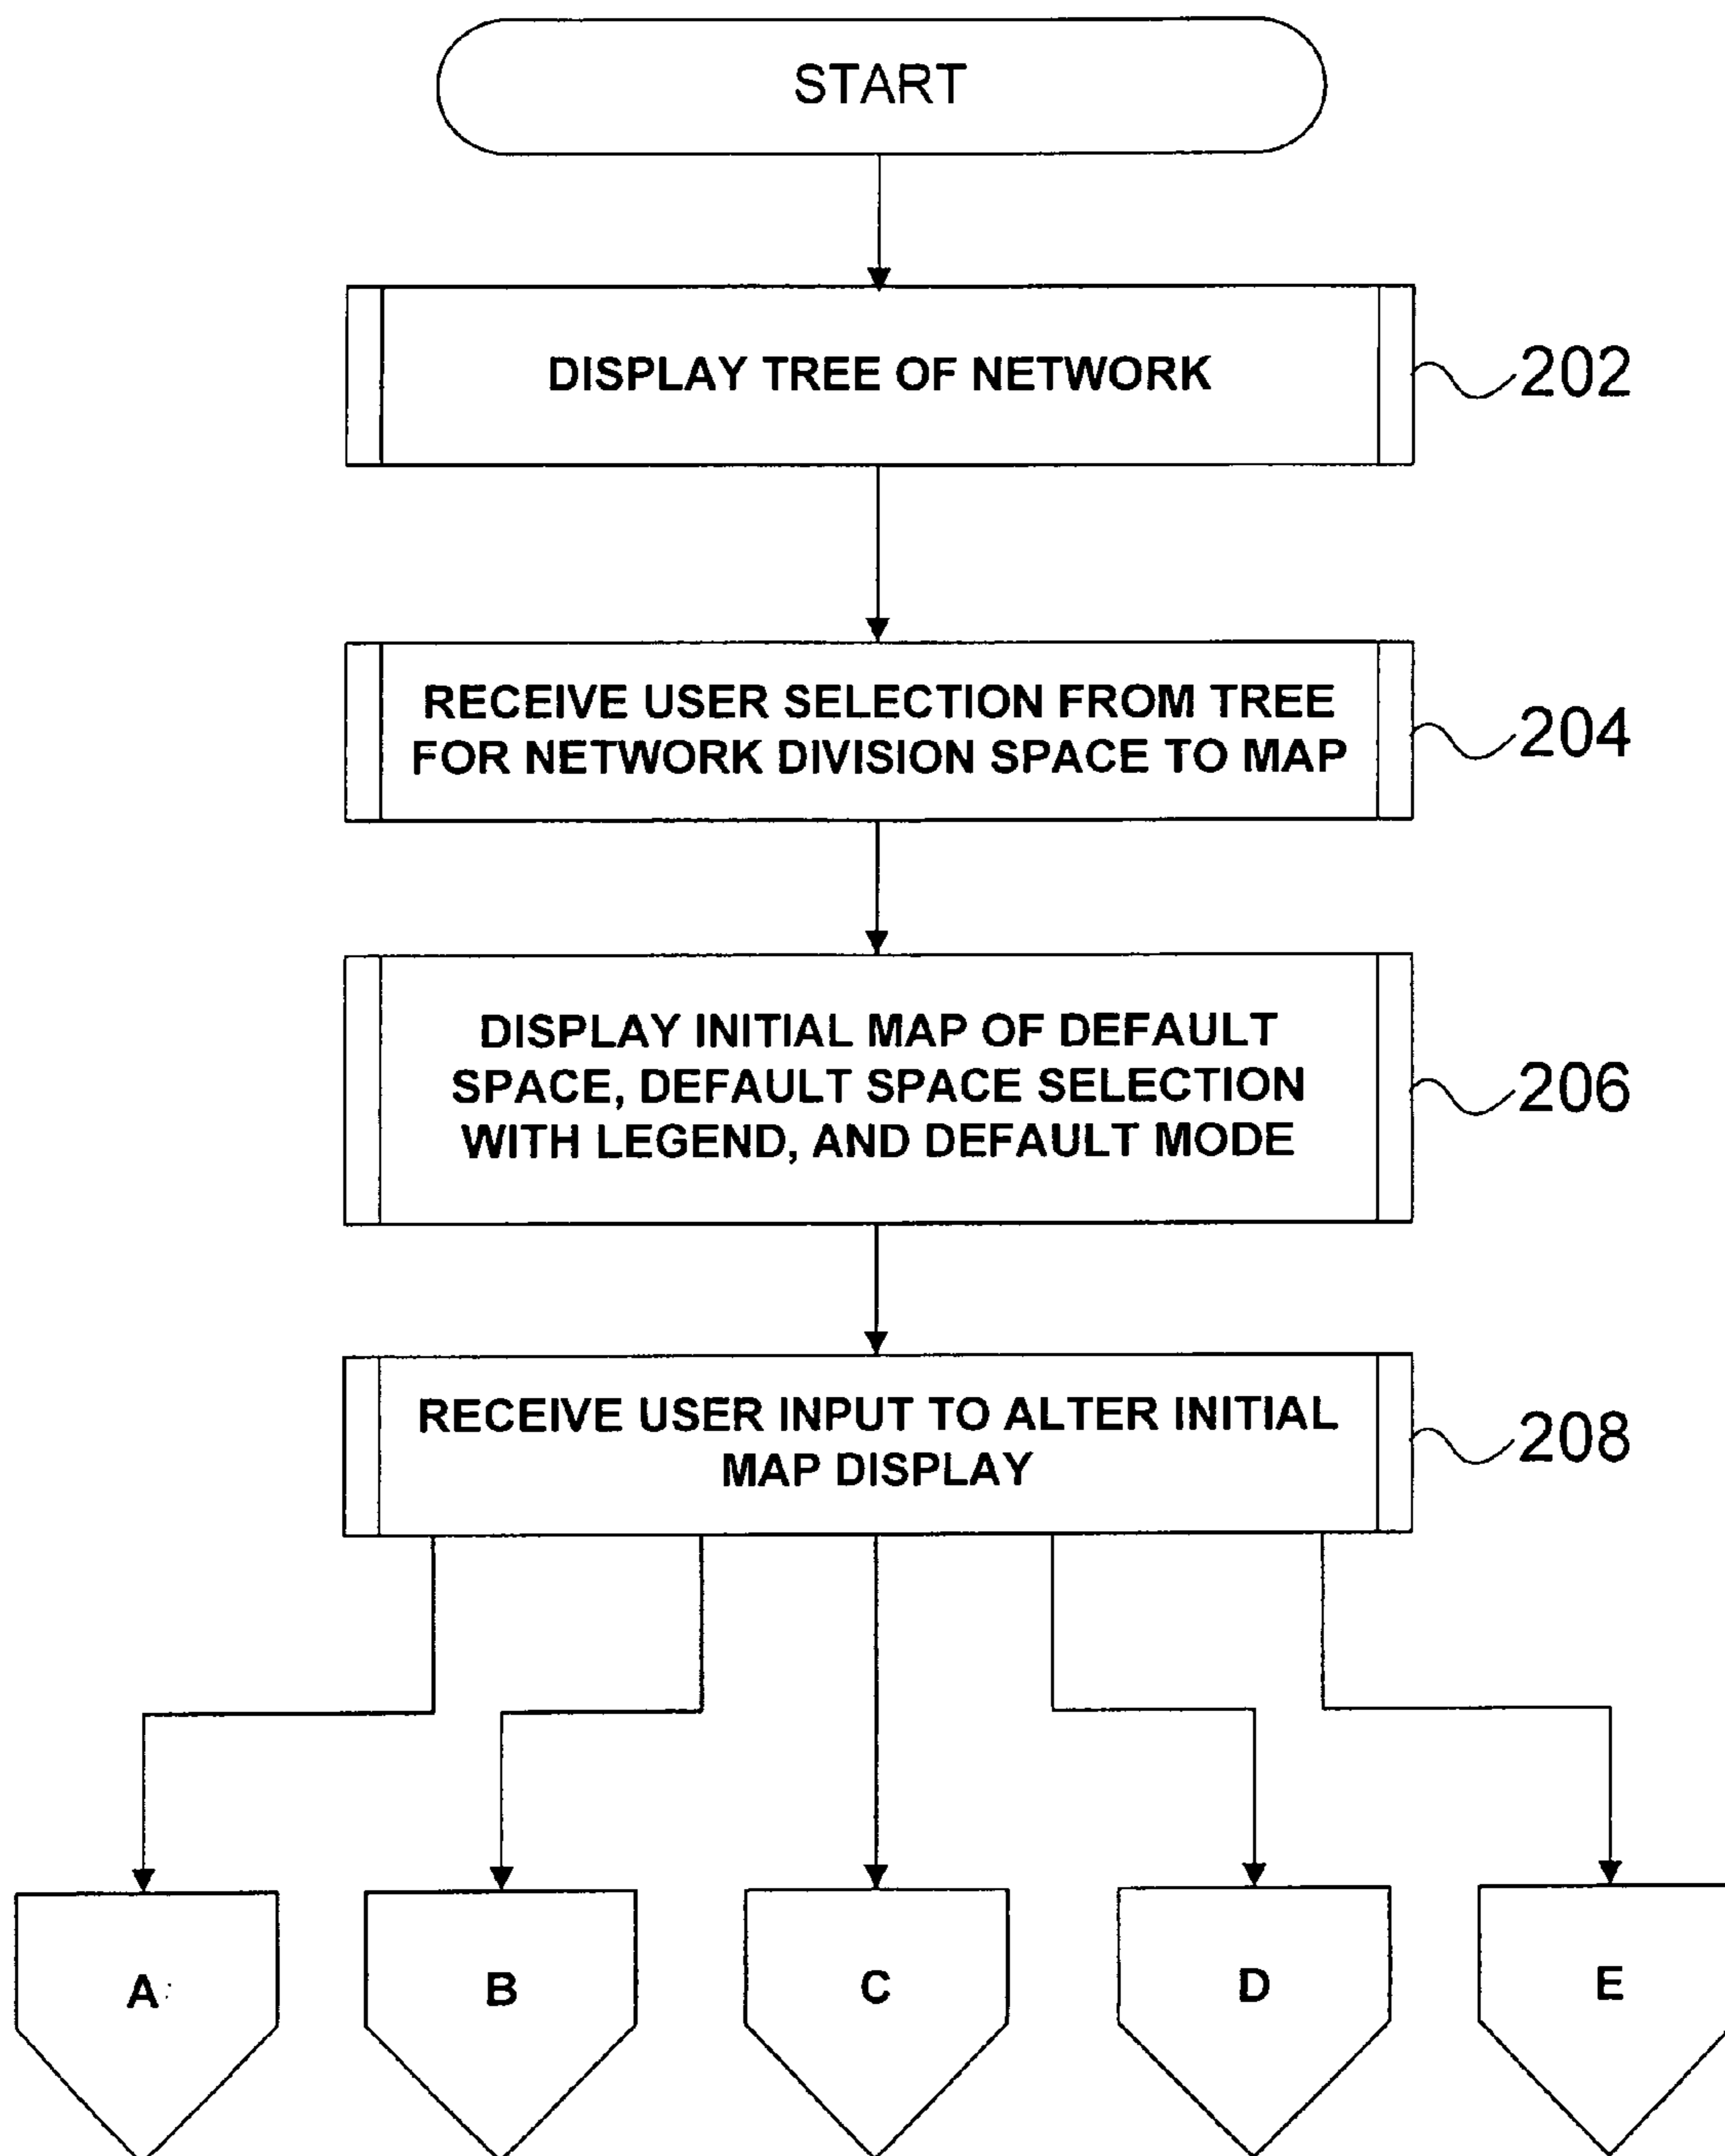 START
DISPLAY TREE OF NETWORK
202
RECEIVE USER SELECTION FROM TREE
FOR NETWORK DIVISION SPACE TO MAP
204
DISPLAY INITIAL MAP OF DEFAULT
SPACE, DEFAULT SPACE SELECTION
WITH LEGEND, AND DEFAULT MODE
206
RECEIVE USER INPUT TO ALTER INITIAL
MAP DISPLAY
208
A
B
C
D
E